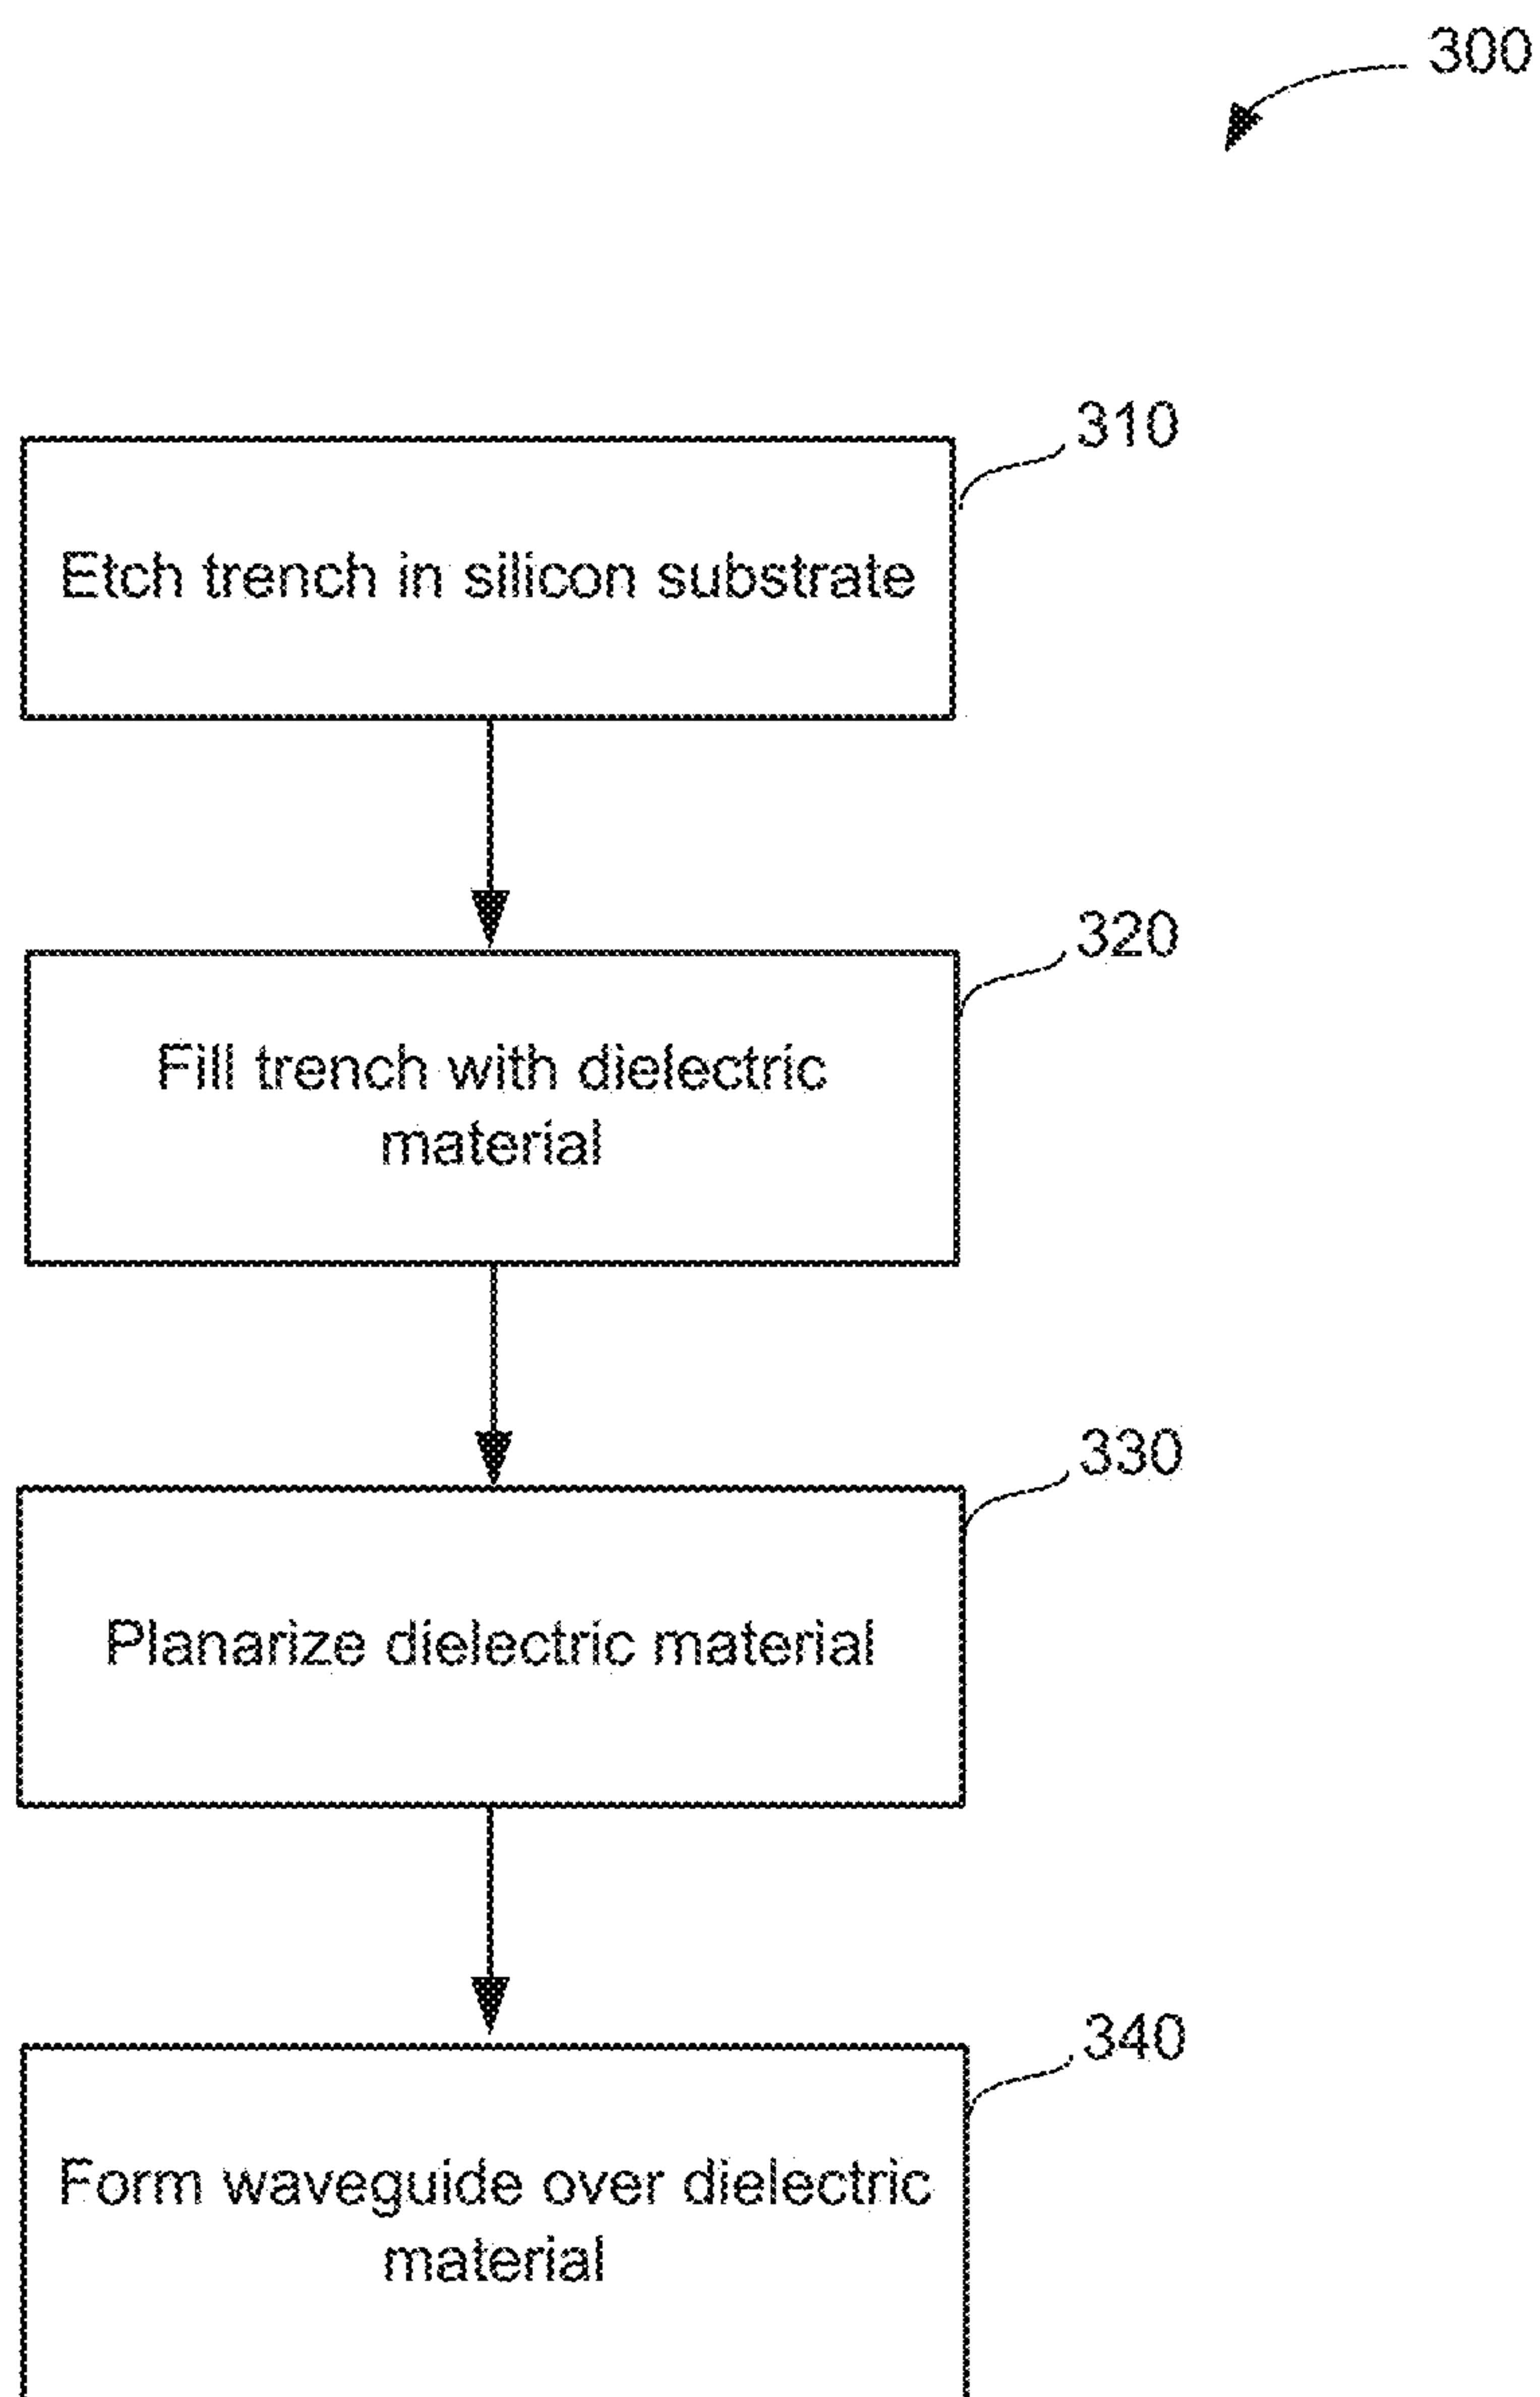 300
310
Etch trench in silicon substrate
320
Fill trench with dielectric
material
330
Planarize dielectric material
340
Form waveguide over dielectric
material